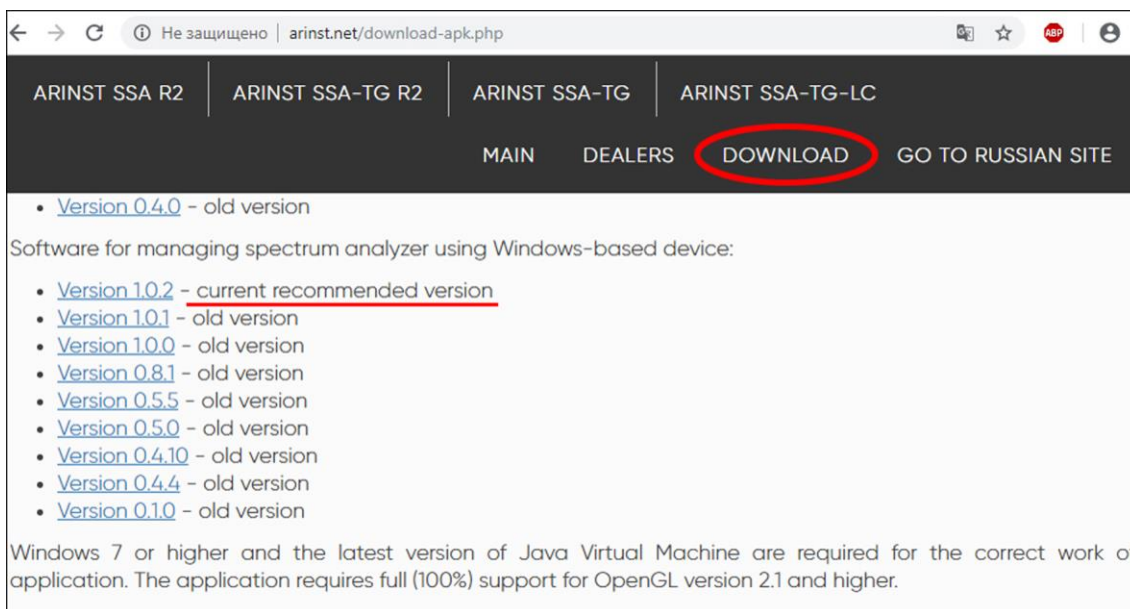 Не защищено | arinst.net/download-apk.php
ABP
ARINST SSA R2 ARINST SSA-TG R2 ARINST SSA-TG ARINST SSA-TG-LC
MAIN DEALERS DOWNLOAD GO TO RUSSIAN SITE
• Version 0.4.0 - old version
Software for managing spectrum analyzer using Windows-based device:
• Version 1.0.2 - current recommended version
• Version 1.0.1 - old version
• Version 1.0.0 - old version
• Version 0.8.1 - old version
• Version 0.5.5 - old version
• Version 0.5.0 - old version
• Version 0.4.10 - old version
• Version 0.4.4 - old version
• Version 0.1.0 - old version
Windows 7 or higher and the latest version of Java Virtual Machine are required for the correct work of
application. The application requires full (100%) support for OpenGL version 2.1 and higher.